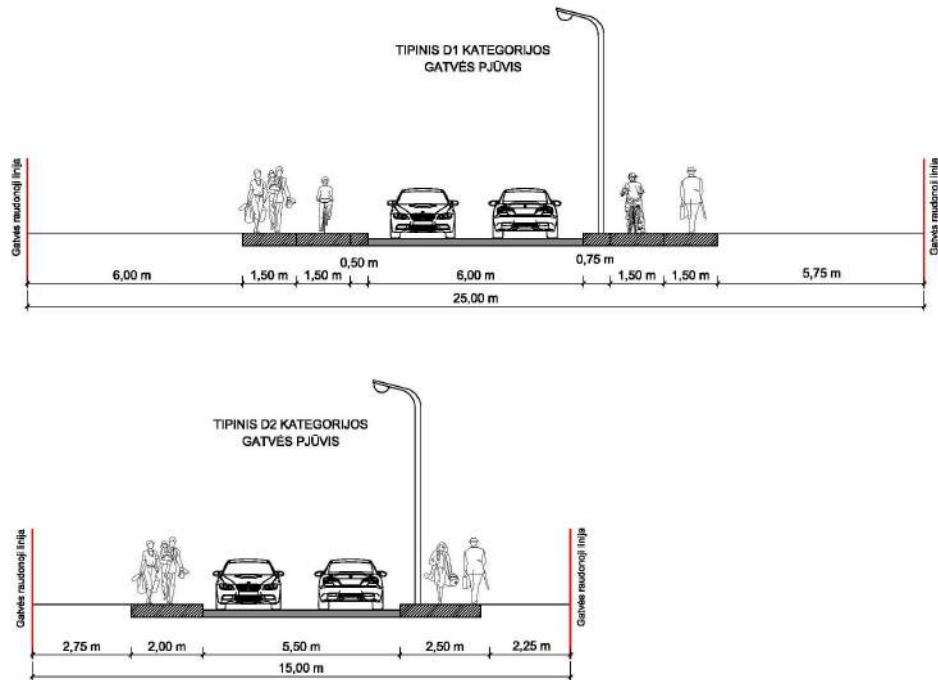 TIPINIS D1 KATEGORIJOS
GATVĖS PJŪVIS
Gatvės raudonoji linija
Gatvės raudonoji linija
0,50 m
0,75 m
6,00 m
1,50 m
1,50 m
6,00 m
1,50 m
1,50 m
5,75 m
25,00 m
TIPINIS D2 KATEGORIJOS
GATVĖS PJŪVIS
Gatvės raudonoji linija
Gatvės raudonoji linija
2,75 m
2,00 m
5,50 m
2,50 m
2,25 m
15,00 m